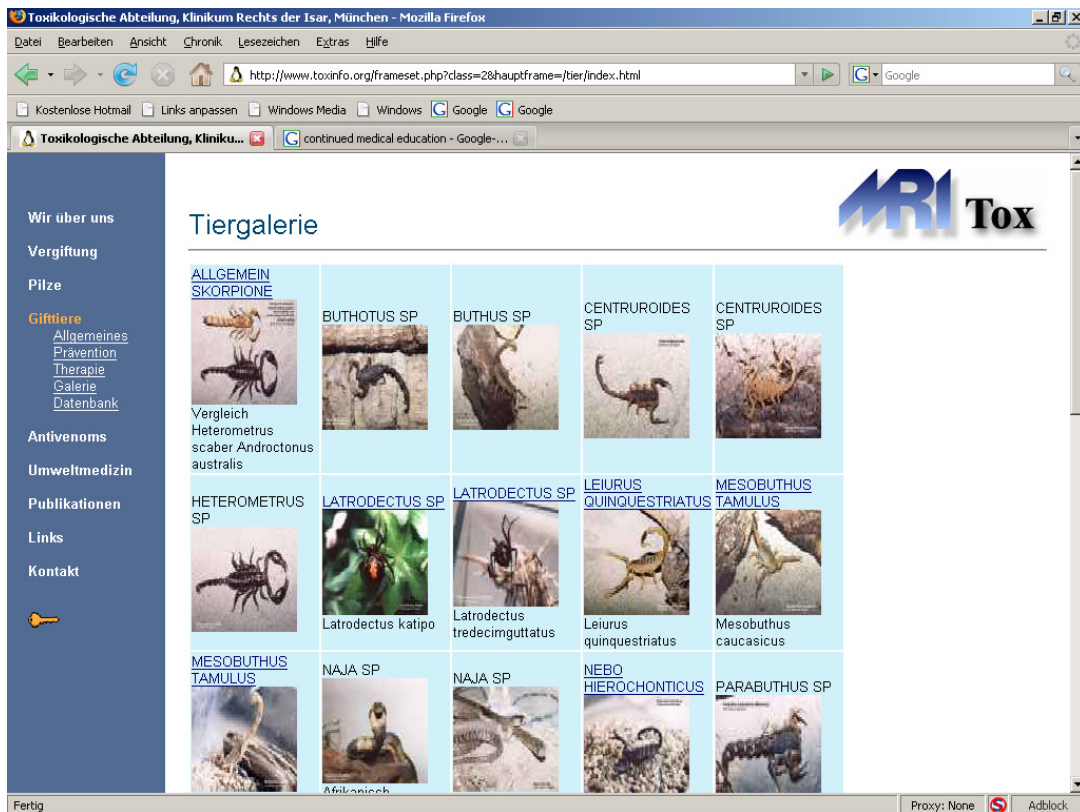 Toxikologische Abteilung, Klinikum Rechts der Isar, München - Mozilla Firefox
Datei Bearbeiten Ansicht Chronik Lesezeichen Extras Hilfe
http://www.toxinfo.org/frameset.php?class=2&hauptframe=/tier/index.html
Google
Kostenlose Hotmail Links anpassen Windows Media Windows Google Google
Toxikologische Abteilung, Kliniku... continued medical education - Google-...
Wir über uns
Vergiftung
Pilze
Gifttiere
Allgemeines
Prävention
Therapie
Galerie
Datenbank
Antivenoms
Umweltmedizin
Publikationen
Links
Kontakt
MRI Tox
Tiergalerie
ALLGEMEIN
SKORPIONE
Vergleich
Heterometrus
scaber Androctonus
australis
BUTHOTUS SP
BUTHUS SP
CENTRUROIDES
SP
CENTRUROIDES
SP
HETEROMETRUS
SP
LATRODECTUS SP
Latrodectus katipo
LATRODECTUS SP
Latrodectus
tredecimguttatus
LEIURUS
QUINQUESTRIATUS
Leiurus
quinquestriatus
MESOBUTHUS
TAMULUS
Mesobuthus
caucasicus
MESOBUTHUS
TAMULUS
NAJA SP
Afrikanisch
NAJA SP
NEBO
HIEROCHONTICUS
PARABUTHUS SP
Fertig
Proxy: None Adblock